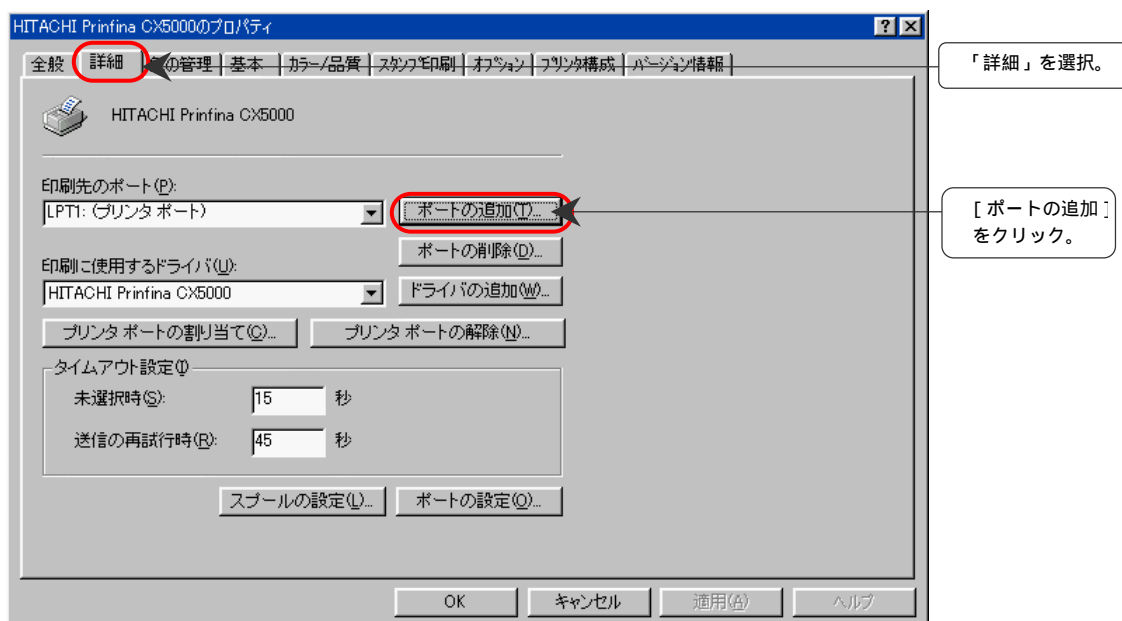 HITACHI Prinfina CX5000のプロパティ
全般 詳細 の管理 基本 カラー/品質 スタンプ印刷 オプション プリンタ構成 バージョン情報
「詳細」を選択。
HITACHI Prinfina CX5000
印刷先のポート(P):
LPT1: (プリンタ ポート) ポートの追加(T)...
[ポートの追加]
をクリック。
ポートの削除(D)...
印刷に使用するドライバ(U):
HITACHI Prinfina CX5000 ドライバの追加(W)...
プリンタ ポートの割り当て(C)... プリンタ ポートの解除(N)...
タイムアウト設定(I)
未選択時(S): 15 秒
送信の再試行時(R): 45 秒
スプールの設定(L)... ポートの設定(O)...
OK キャンセル 適用(A) ヘルプ